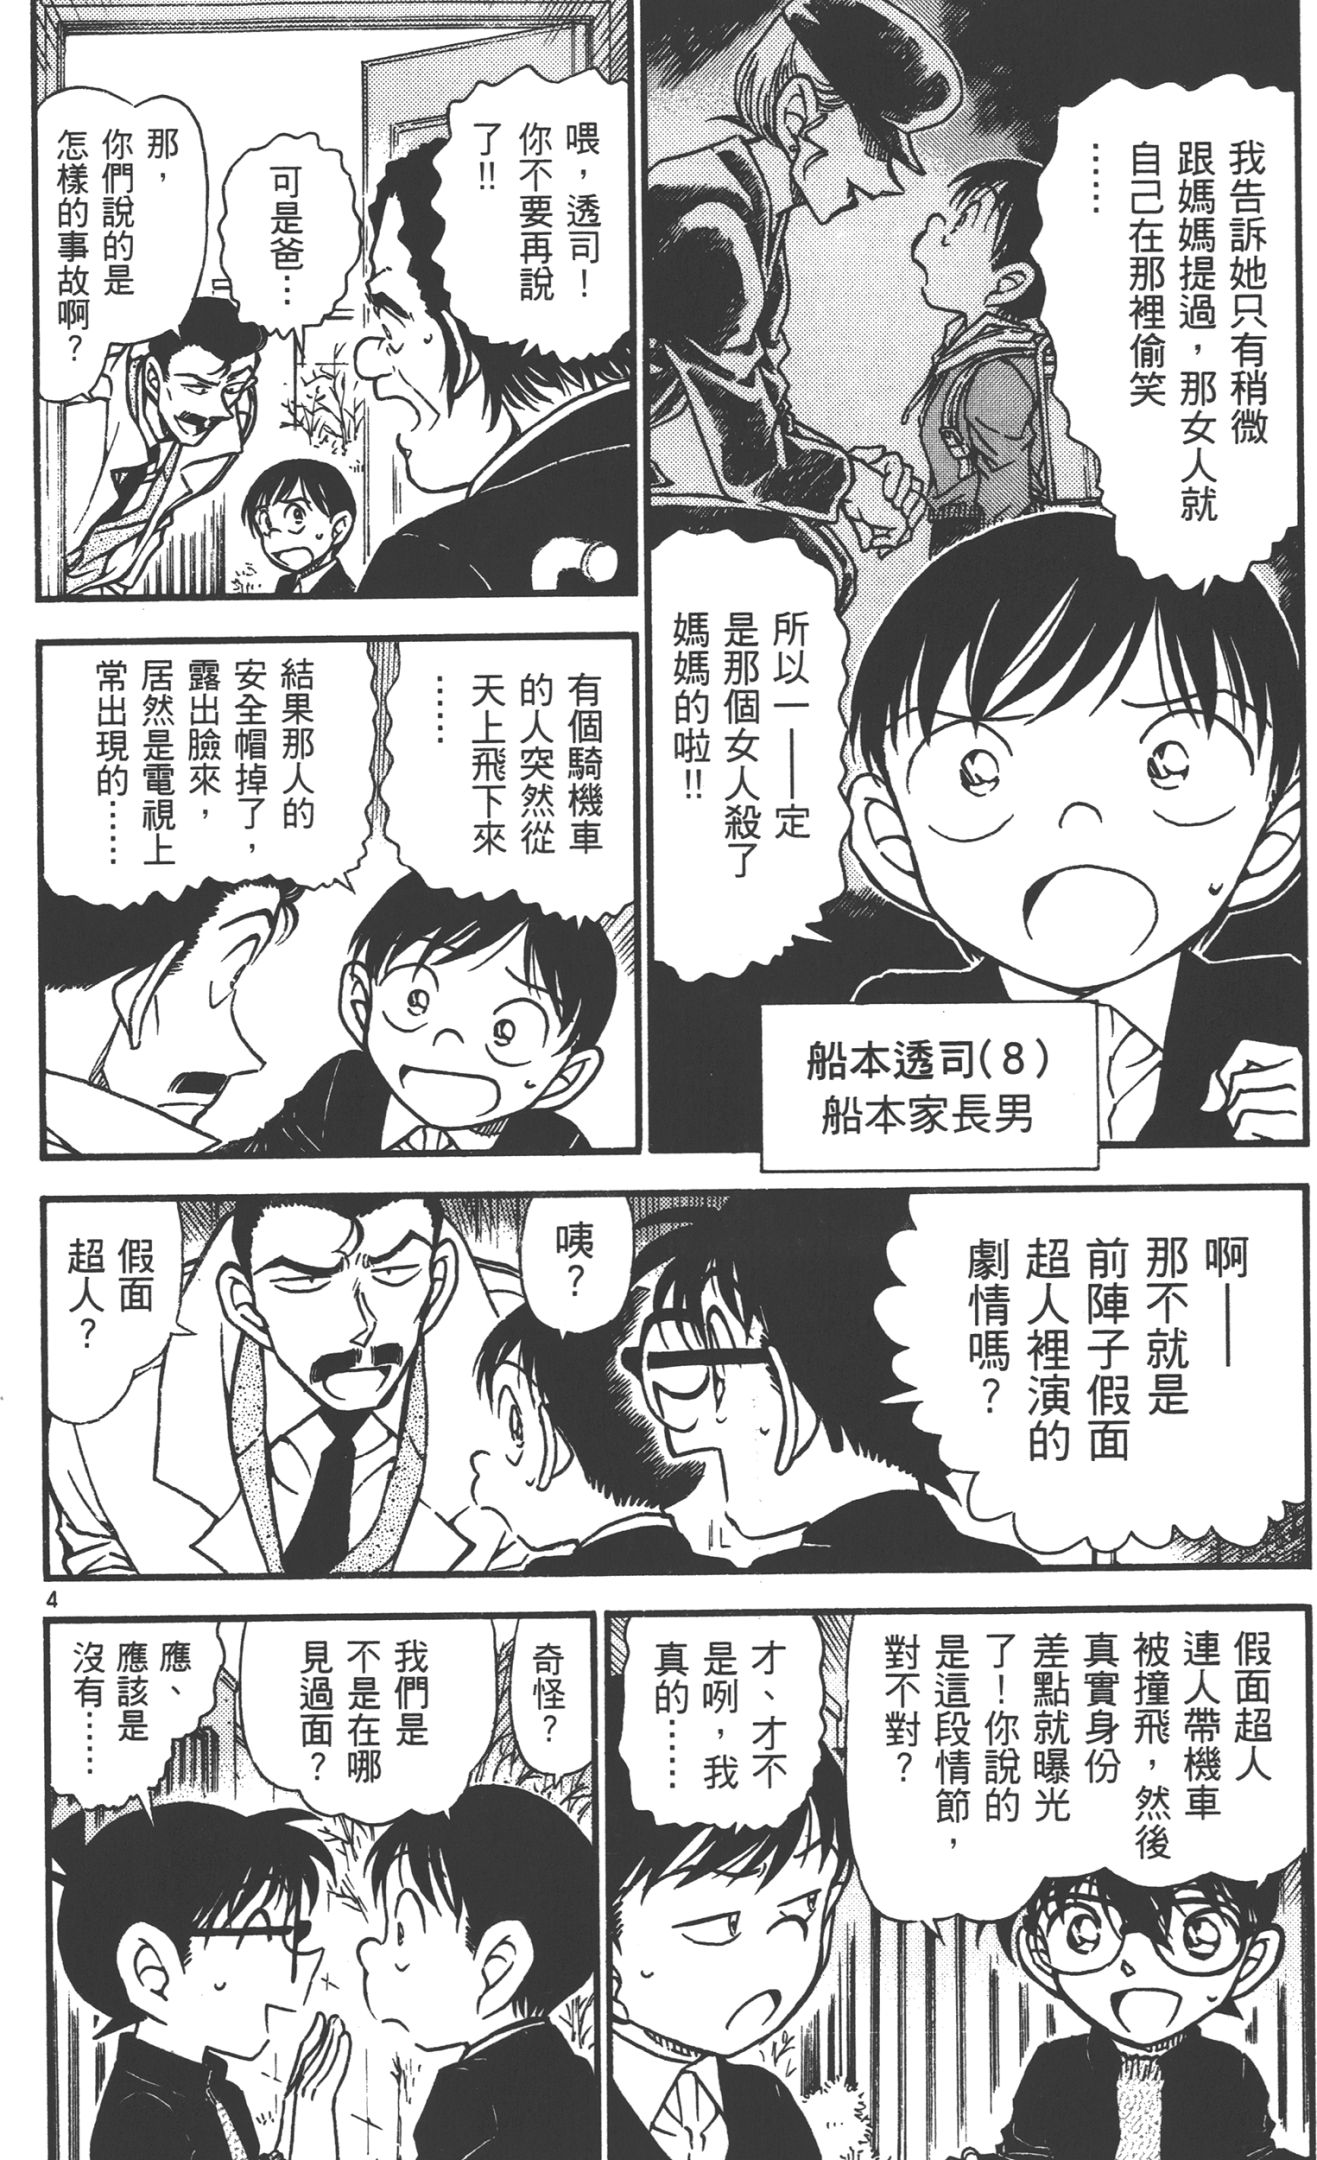 我告訴她只有稍微
跟媽媽提過，那女人就
自己在那裡偷笑
……
所以一——定
是那個女人殺了
媽媽的啦!!
船本透司(8)
船本家長男
喂，透司！
你不要再說
了!!
可是爸…
那，
你們說的是
怎樣的事故啊？
有個騎機車
的人突然從
天上飛下來
……
結果那人的
安全帽掉了，
露出臉來，
居然是電視上
常出現的……
啊——
那不就是
前陣子假面
超人裡演的
劇情嗎？
咦？
假面
超人？
假面超人
連人帶機車
被撞飛，然後
真實身份
差點就曝光
了！你說的
是這段情節，
對不對？
才、才不
是咧，我
真的……
奇怪？
我們是
不是在哪
見過面？
應、
應該是
沒有……
4